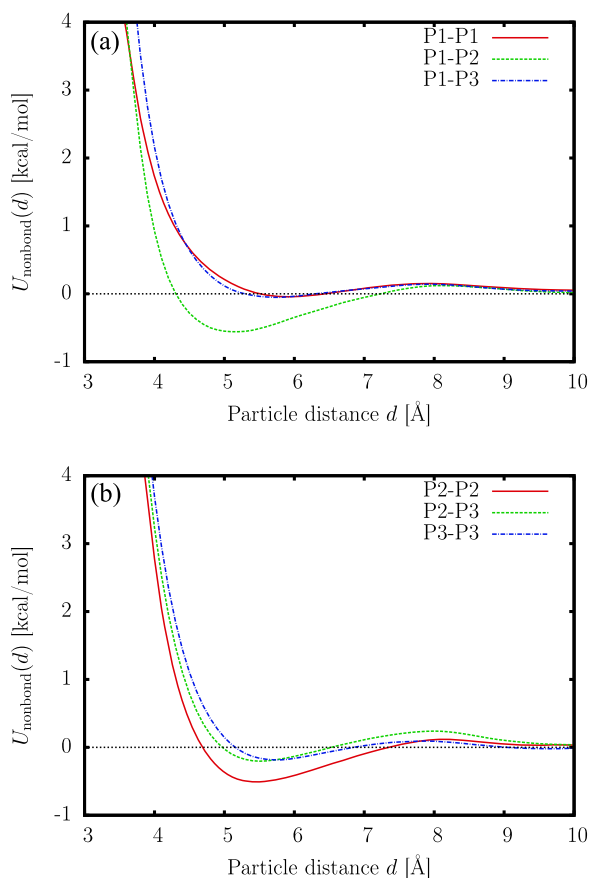 (a)
P1-P1
P1-P2
P1-P3
4
3
2
1
0
-1
U_nonbond(d) [kcal/mol]
3 4 5 6 7 8 9 10
Particle distance d [Å]
(b)
P2-P2
P2-P3
P3-P3
4
3
2
1
0
-1
U_nonbond(d) [kcal/mol]
3 4 5 6 7 8 9 10
Particle distance d [Å]